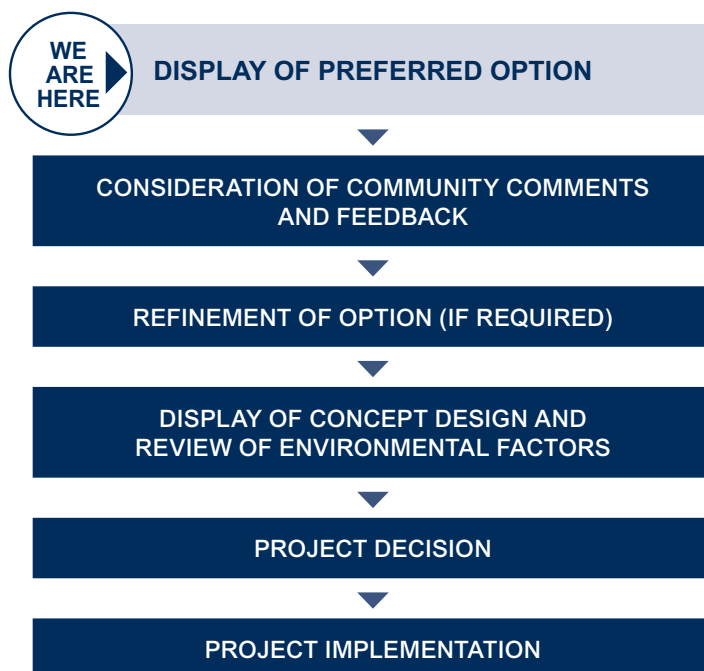 WE
ARE
HERE
DISPLAY OF PREFERRED OPTION
CONSIDERATION OF COMMUNITY COMMENTS
AND FEEDBACK
REFINEMENT OF OPTION (IF REQUIRED)
DISPLAY OF CONCEPT DESIGN AND
REVIEW OF ENVIRONMENTAL FACTORS
PROJECT DECISION
PROJECT IMPLEMENTATION